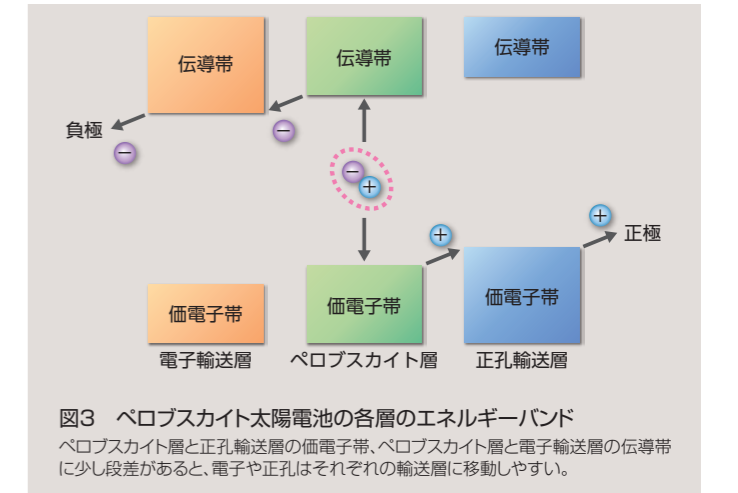 伝導帯
伝導帯
伝導帯
負極
−
−
−
+
+
+
正極
価電子帯
価電子帯
価電子帯
電子輸送層
ペロブスカイト層
正孔輸送層
図3 ペロブスカイト太陽電池の各層のエネルギーバンド
ペロブスカイト層と正孔輸送層の価電子帯、ペロブスカイト層と電子輸送層の伝導帯
に少し段差があると、電子や正孔はそれぞれの輸送層に移動しやすい。